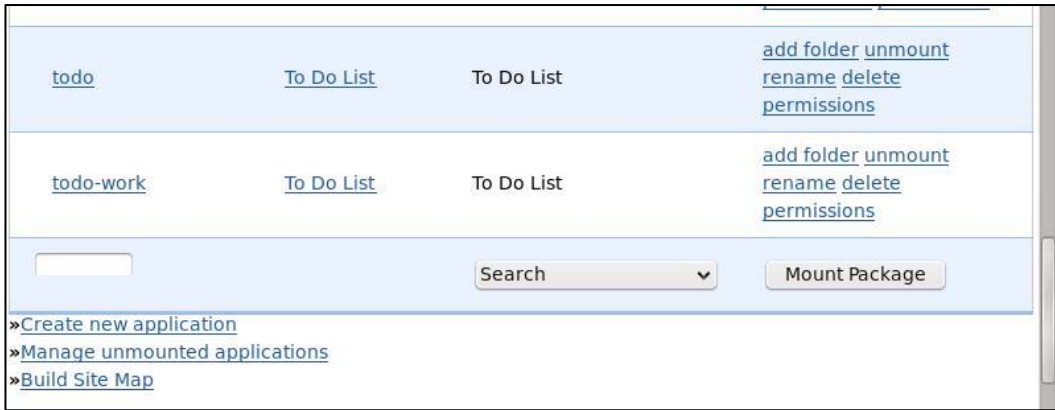 add folder unmount
todo To Do List To Do List rename delete
permissions
add folder unmount
todo-work To Do List To Do List rename delete
permissions
Search Mount Package
»Create new application
»Manage unmounted applications
»Build Site Map